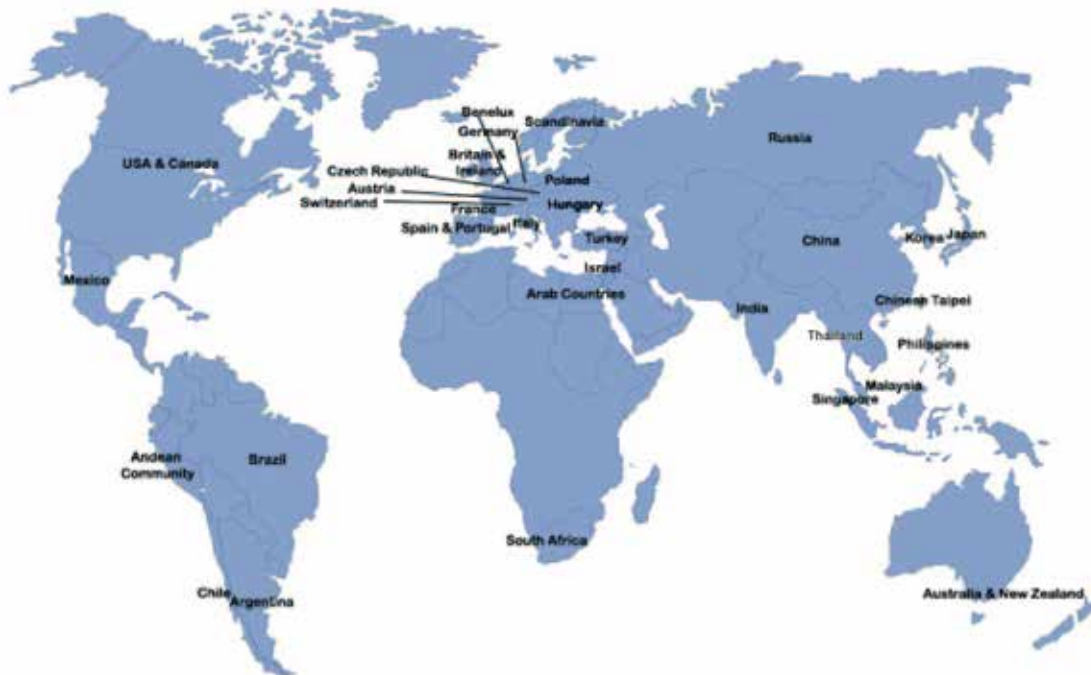 Benelux
Scandinavia
Germany
Russia
Britain &
Ireland
USA & Canada
Czech Republic
Poland
Austria
Switzerland
Hungary
France
Spain & Portugal
Italy
Turkey
China
Korea
Japan
Israel
Mexico
Arab Countries
India
Chinese Taipei
Thailand
Philippines
Malaysia
Singapore
Andean
Community
Brazil
South Africa
Chile
Argentina
Australia & New Zealand